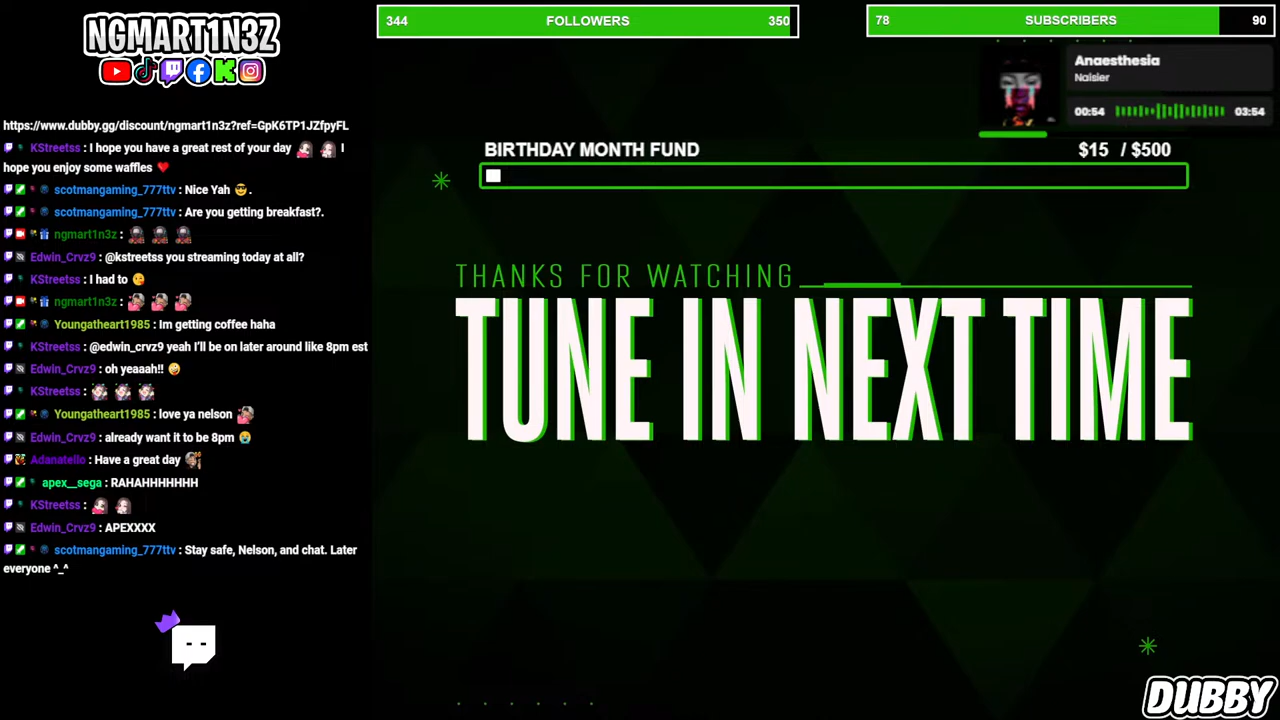 NGMART1N3Z
344 FOLLOWERS 350
78 SUBSCRIBERS 90
Anaesthesia
Naisler
00:54 03:54
BIRTHDAY MONTH FUND $15 / $500
THANKS FOR WATCHING
TUNE IN NEXT TIME
https://www.dubby.gg/discount/ngmart1n3z?ref=GpK6TP1JZfpyFL
KStreetss : I hope you have a great rest of your day I
hope you enjoy some waffles ❤️
scotmangaming_777ttv : Nice Yah 😎.
scotmangaming_777ttv : Are you getting breakfast?.
ngmart1n3z :
Edwin_Crvz9 : @kstreetss you streaming today at all?
KStreetss : I had to 😘
ngmart1n3z :
Youngatheart1985 : Im getting coffee haha
KStreetss : @edwin_crvz9 yeah I’ll be on later around like 8pm est
Edwin_Crvz9 : oh yeaaah!! 🤪
KStreetss :
Youngatheart1985 : love ya nelson
Edwin_Crvz9 : already want it to be 8pm 😭
Adanatello : Have a great day
apex__sega : RAHAHHHHHHH
KStreetss :
Edwin_Crvz9 : APEXXXX
scotmangaming_777ttv : Stay safe, Nelson, and chat. Later
everyone ^_^
DUBBY